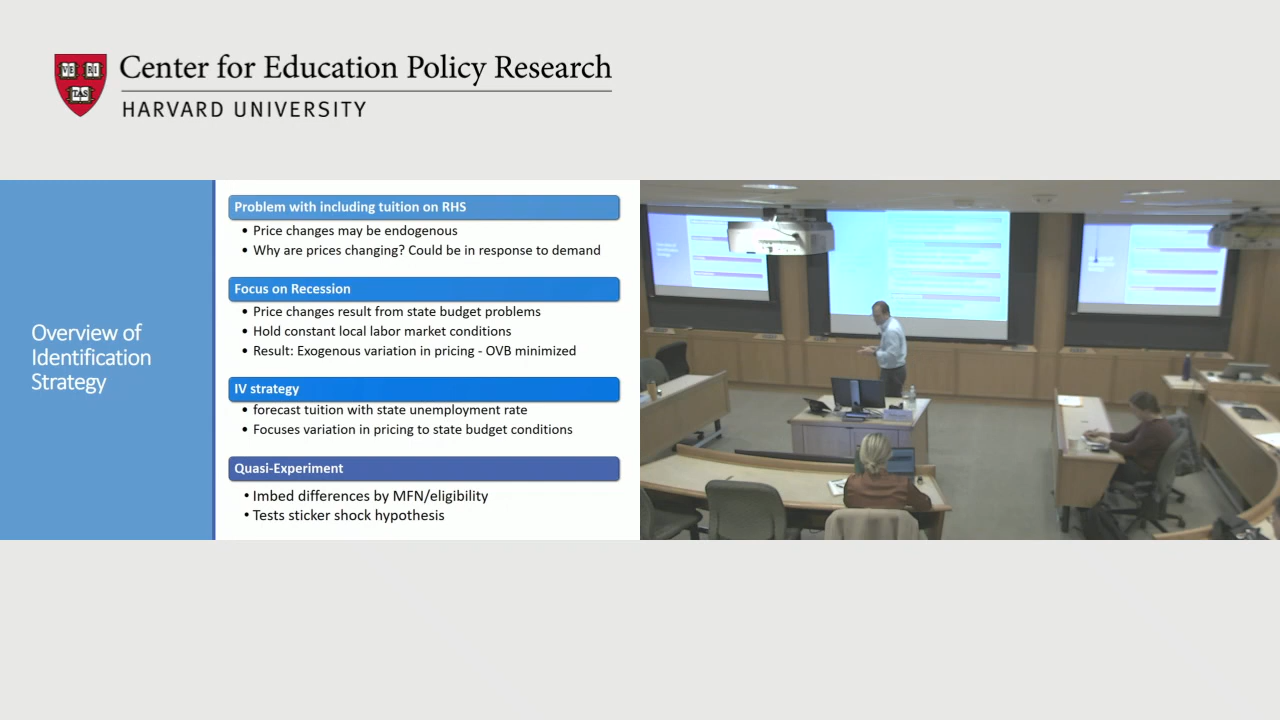 VE RI TAS
Center for Education Policy Research
HARVARD UNIVERSITY
Overview of
Identification
Strategy
Problem with including tuition on RHS
• Price changes may be endogenous
• Why are prices changing? Could be in response to demand
Focus on Recession
• Price changes result from state budget problems
• Hold constant local labor market conditions
• Result: Exogenous variation in pricing - OVB minimized
IV strategy
• forecast tuition with state unemployment rate
• Focuses variation in pricing to state budget conditions
Quasi-Experiment
• Imbed differences by MFN/eligibility
• Tests sticker shock hypothesis